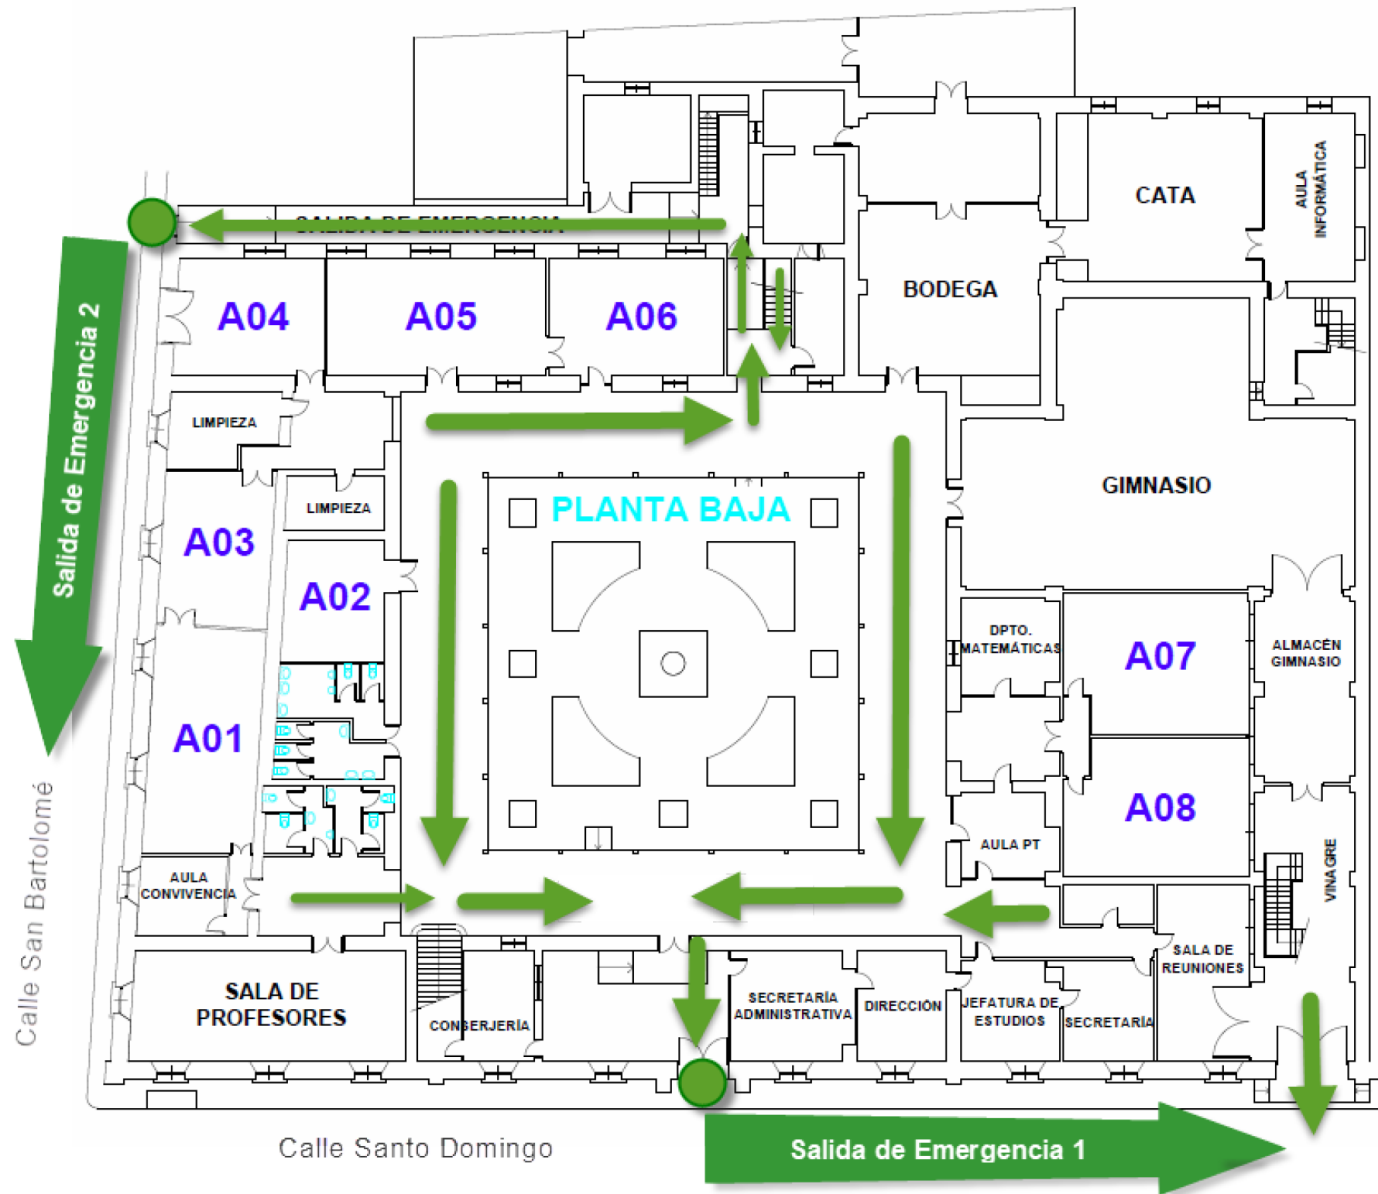 CATA
AULA
INFORMÁTICA
SALIDA DE EMERGENCIA
BODEGA
A04
A05
A06
Salida de Emergencia 2
LIMPIEZA
GIMNASIO
LIMPIEZA
PLANTA BAJA
A03
A02
DPTO.
MATEMÁTICAS
A07
ALMACÉN
GIMNASIO
A01
A08
AULA PT
AULA
CONVIVENCIA
VINAGRE
Calle San Bartolomé
SALA DE
REUNIONES
SALA DE
PROFESORES
CONSERJERÍA
SECRETARÍA
ADMINISTRATIVA
DIRECCIÓN
JEFATURA DE
ESTUDIOS
SECRETARÍA
Calle Santo Domingo
Salida de Emergencia 1